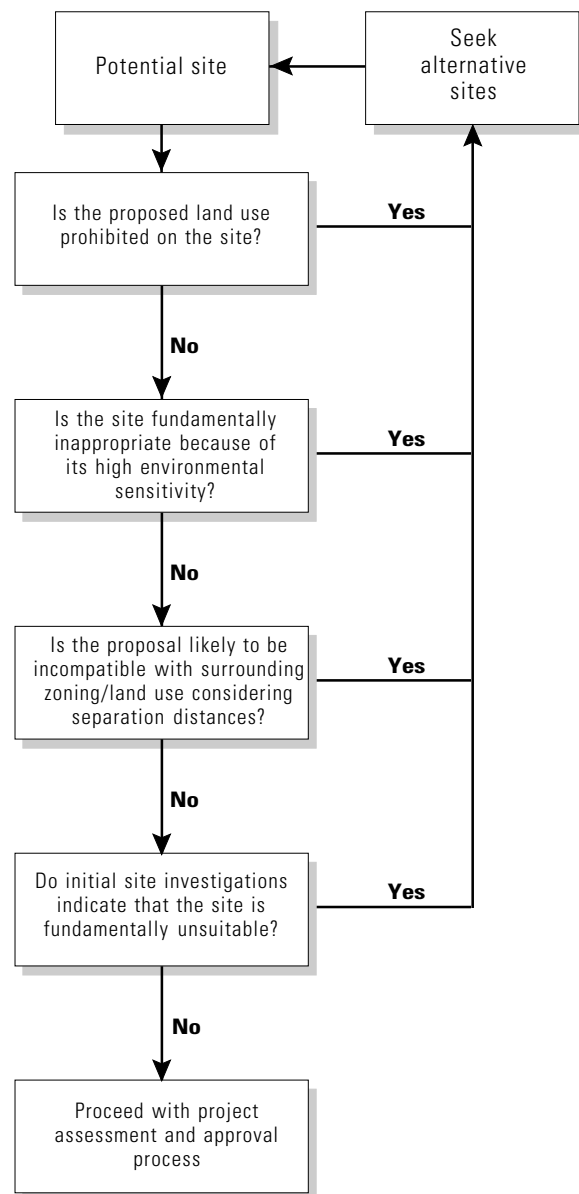 Potential site
Seek
alternative
sites
Is the proposed land use
prohibited on the site?
Yes
No
Is the site fundamentally
inappropriate because of
its high environmental
sensitivity?
Yes
No
Is the proposal likely to be
incompatible with surrounding
zoning/land use considering
separation distances?
Yes
No
Do initial site investigations
indicate that the site is
fundamentally unsuitable?
Yes
No
Proceed with project
assessment and approval
process